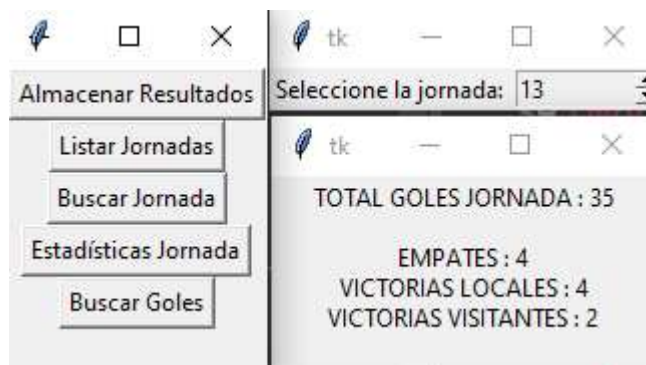 Almacenar Resultados
Listar Jornadas
Buscar Jornada
Estadísticas Jornada
Buscar Goles
tk
Seleccione la jornada: 13
tk
TOTAL GOLES JORNADA : 35
EMPATES : 4
VICTORIAS LOCALES : 4
VICTORIAS VISITANTES : 2